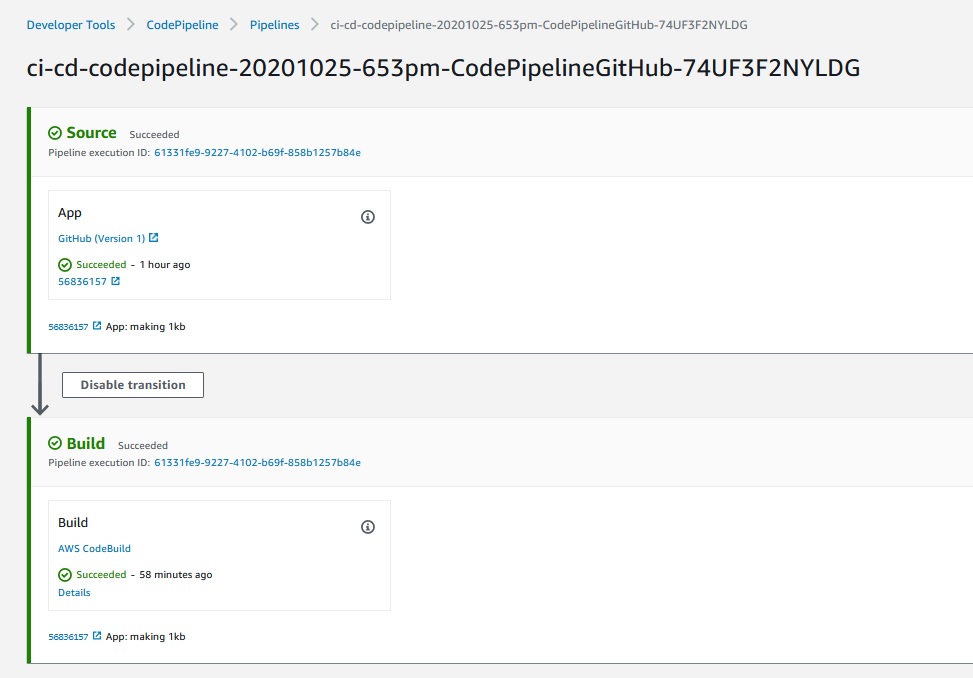 Developer Tools > CodePipeline > Pipelines > ci-cd-codepipeline-20201025-653pm-CodePipelineGitHub-74UF3F2NYLDG
ci-cd-codepipeline-20201025-653pm-CodePipelineGitHub-74UF3F2NYLDG
Source Succeeded
Pipeline execution ID: 61331fe9-9227-4102-b69f-858b1257b84e
App
GitHub (Version 1)
Succeeded - 1 hour ago
56836157
56836157 App: making 1kb
Disable transition
Build Succeeded
Pipeline execution ID: 61331fe9-9227-4102-b69f-858b1257b84e
Build
AWS CodeBuild
Succeeded - 58 minutes ago
Details
56836157 App: making 1kb